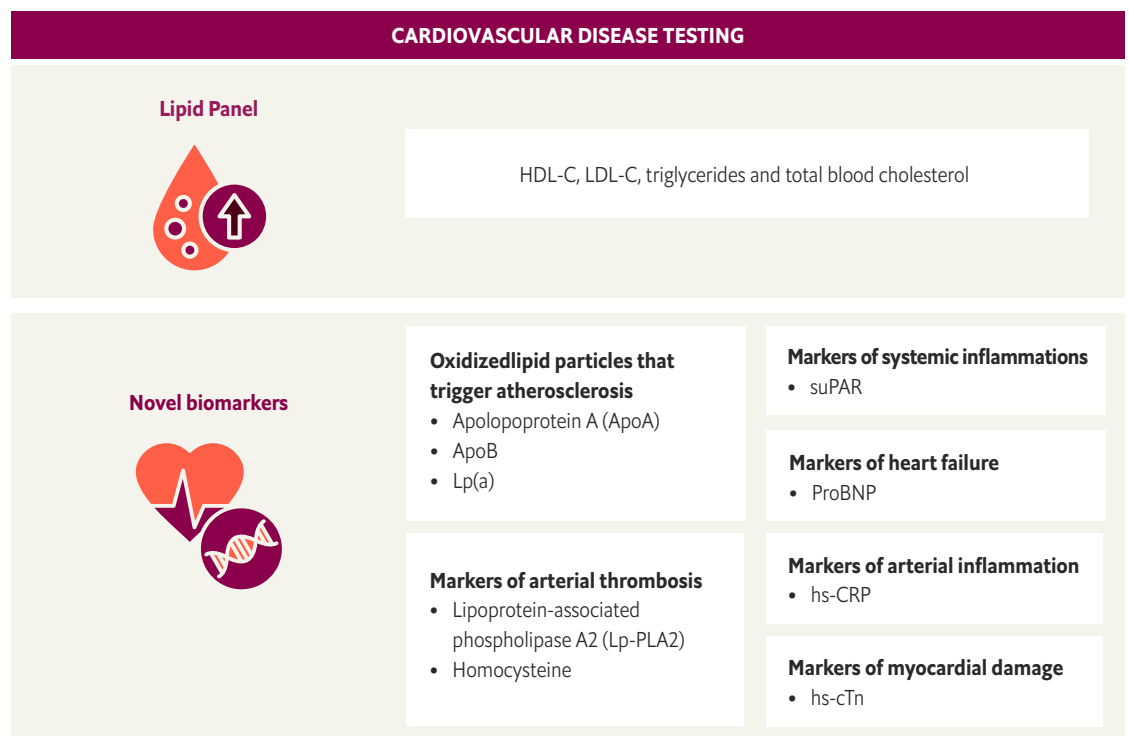 CARDIOVASCULAR DISEASE TESTING
Lipid Panel
HDL-C, LDL-C, triglycerides and total blood cholesterol
Novel biomarkers
Oxidizedlipid particles that
trigger atherosclerosis
• Apolopoprotein A (ApoA)
• ApoB
• Lp(a)
Markers of arterial thrombosis
• Lipoprotein-associated
phospholipase A2 (Lp-PLA2)
• Homocysteine
Markers of systemic inflammations
• suPAR
Markers of heart failure
• ProBNP
Markers of arterial inflammation
• hs-CRP
Markers of myocardial damage
• hs-cTn